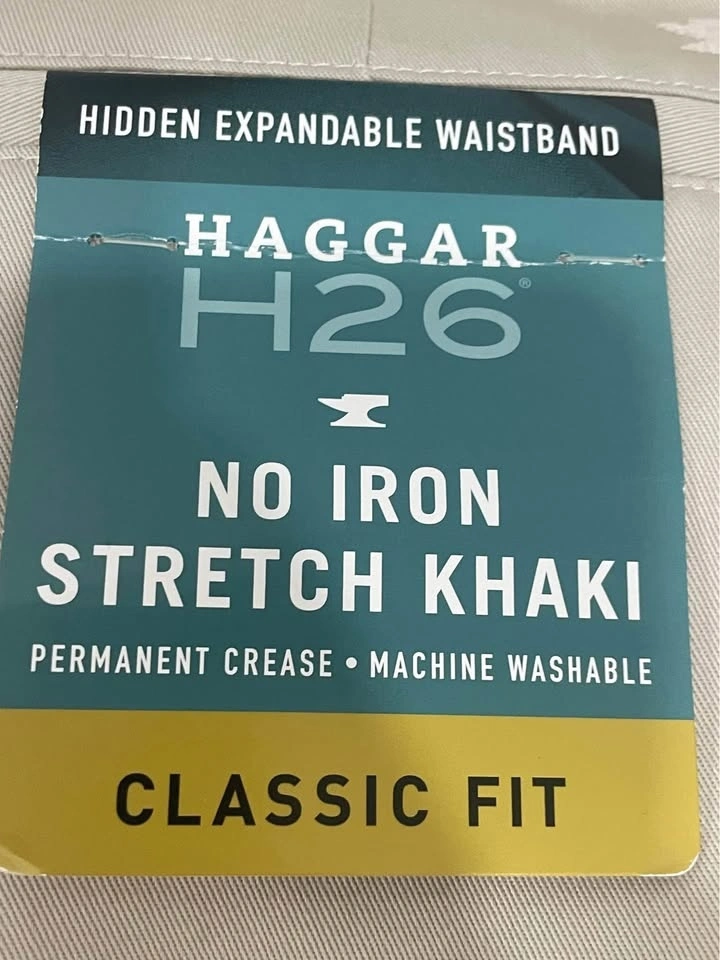 HIDDEN EXPANDABLE WAISTBAND
HAGGAR
H26®
NO IRON
STRETCH KHAKI
PERMANENT CREASE • MACHINE WASHABLE
CLASSIC FIT